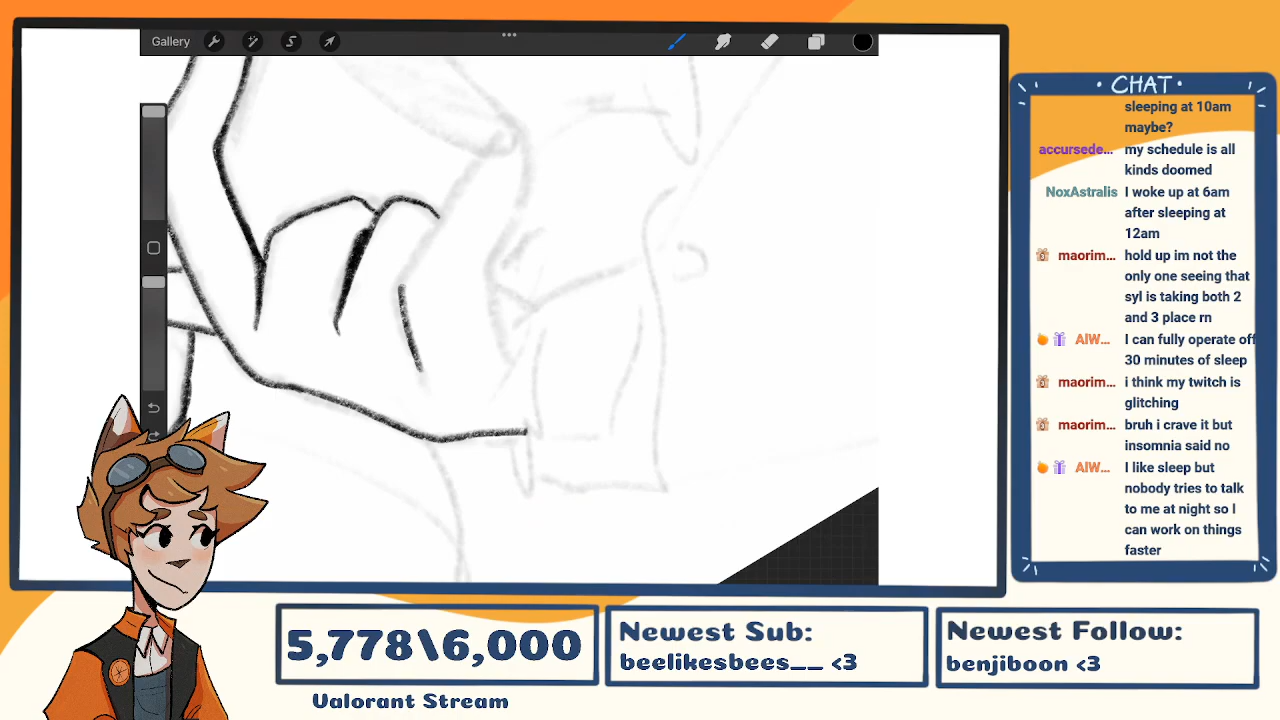 Gallery
• CHAT •
sleeping at 10am
maybe?
accursede... my schedule is all
kinds doomed
NoxAstralis I woke up at 6am
after sleeping at
12am
maorim... hold up im not the
only one seeing that
syl is taking both 2
and 3 place rn
AlW... I can fully operate off
30 minutes of sleep
maorim... i think my twitch is
glitching
maorim... bruh i crave it but
insomnia said no
AlW... I like sleep but
nobody tries to talk
to me at night so I
can work on things
faster
5,778\6,000
Valorant Stream
Newest Sub:
beelikesbees__ <3
Newest Follow:
benjiboon <3